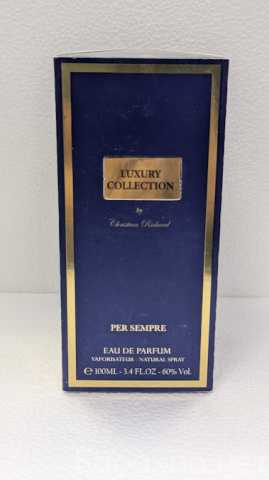 LUXURY
COLLECTION
by
Christian Richard
PER SEMPRE
EAU DE PARFUM
VAPORISATEUR - NATURAL SPRAY
℮ 100ML - 3.4 FL.OZ - 60% Vol.